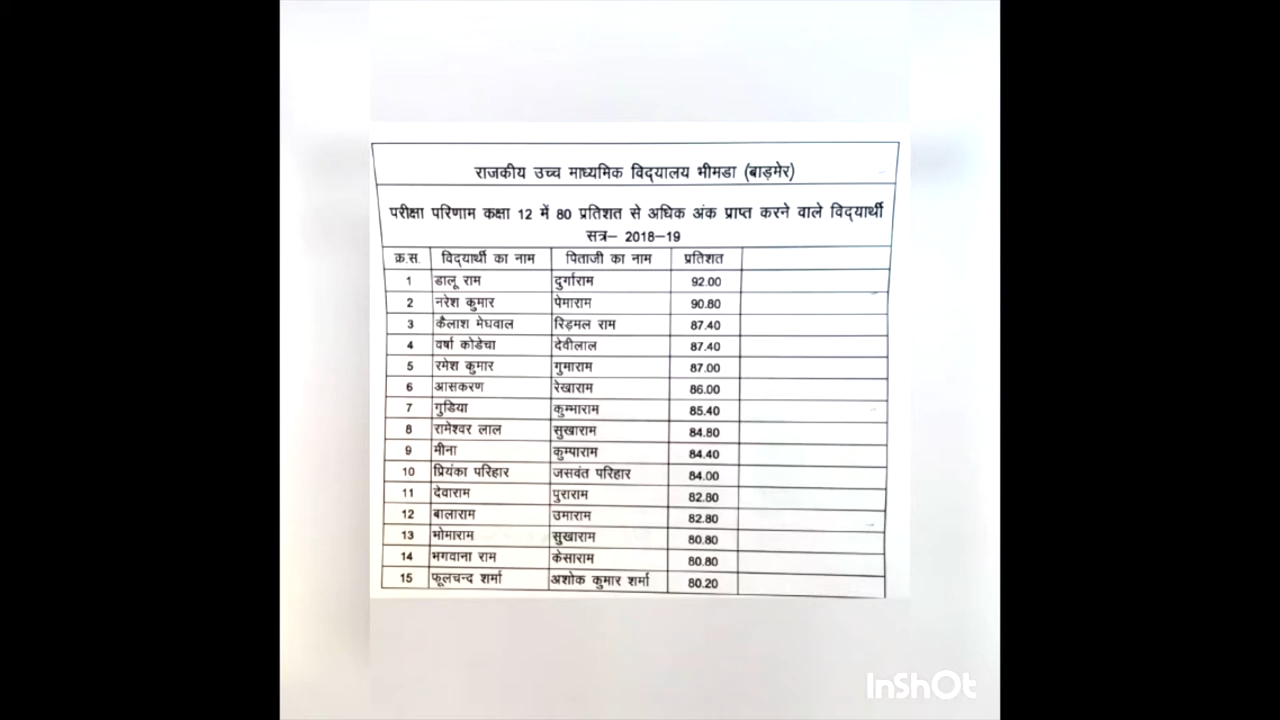 राजकीय उच्च माध्यमिक विद्यालय भीमडा (बाड़मेर)
परीक्षा परिणाम कक्षा 12 में 80 प्रतिशत से अधिक अंक प्राप्त करने वाले विद्यार्थी
सत्र– 2018–19
क्र.स. विद्यार्थी का नाम पिताजी का नाम प्रतिशत
1 डालू राम दुर्गाराम 92.00
2 नरेश कुमार पेमाराम 90.80
3 कैलाश मेघवाल रिड़मल राम 87.40
4 वर्षा कोडेचा देवीलाल 87.40
5 रमेश कुमार गुमाराम 87.00
6 आसकरण रेखाराम 86.00
7 गुडिया कुम्भाराम 85.40
8 रामेश्वर लाल सुखाराम 84.80
9 मीना कुम्पाराम 84.40
10 प्रियंका परिहार जसवंत परिहार 84.00
11 देवाराम पुराराम 82.80
12 बालाराम उमाराम 82.80
13 भोमाराम सुखाराम 80.80
14 भगवाना राम केसाराम 80.80
15 फूलचन्द शर्मा अशोक कुमार शर्मा 80.20
InShOt